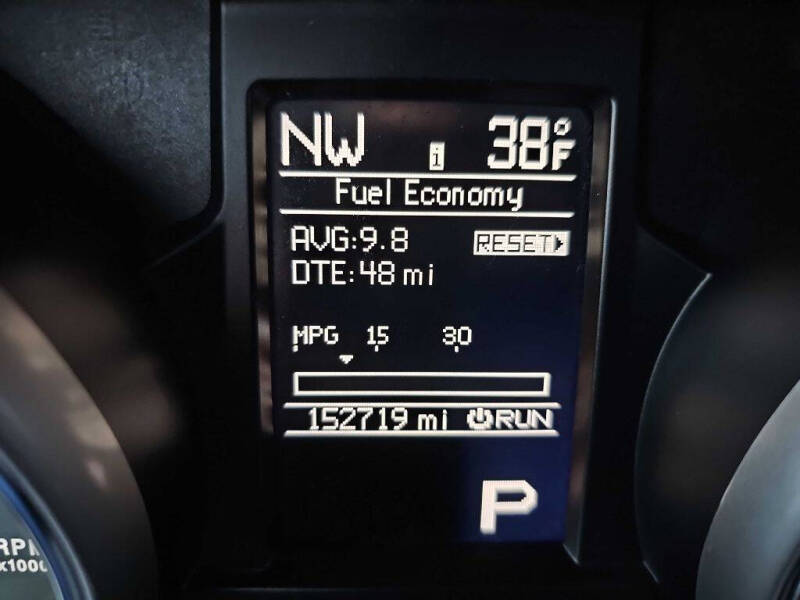 NW i 38°F
Fuel Economy
AVG:9.8 RESET
DTE:48 mi
MPG 15 30
152719 mi RUN
P
RPM
x1000